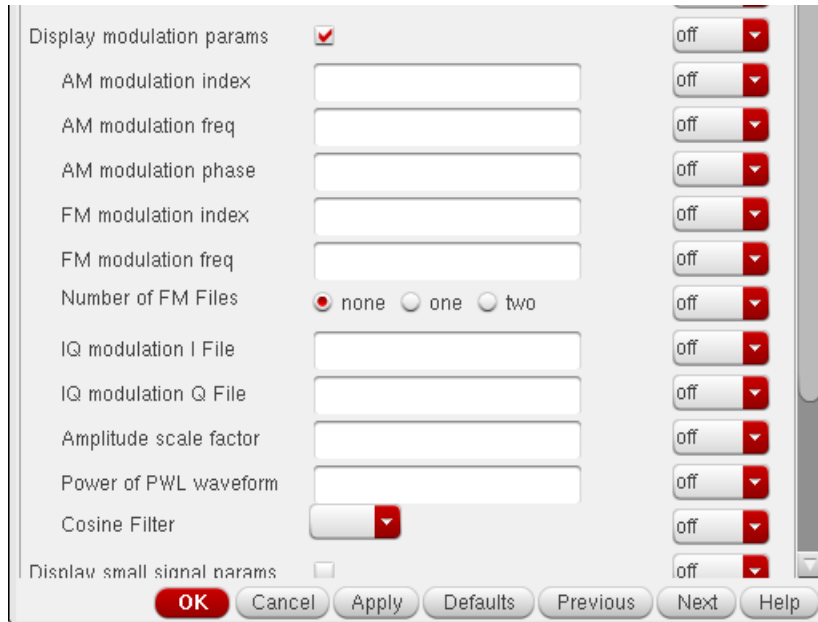 Display modulation params off
AM modulation index off
AM modulation freq off
AM modulation phase off
FM modulation index off
FM modulation freq off
Number of FM Files none one two off
IQ modulation I File off
IQ modulation Q File off
Amplitude scale factor off
Power of PWL waveform off
Cosine Filter off
Display small signal params off
OK Cancel Apply Defaults Previous Next Help